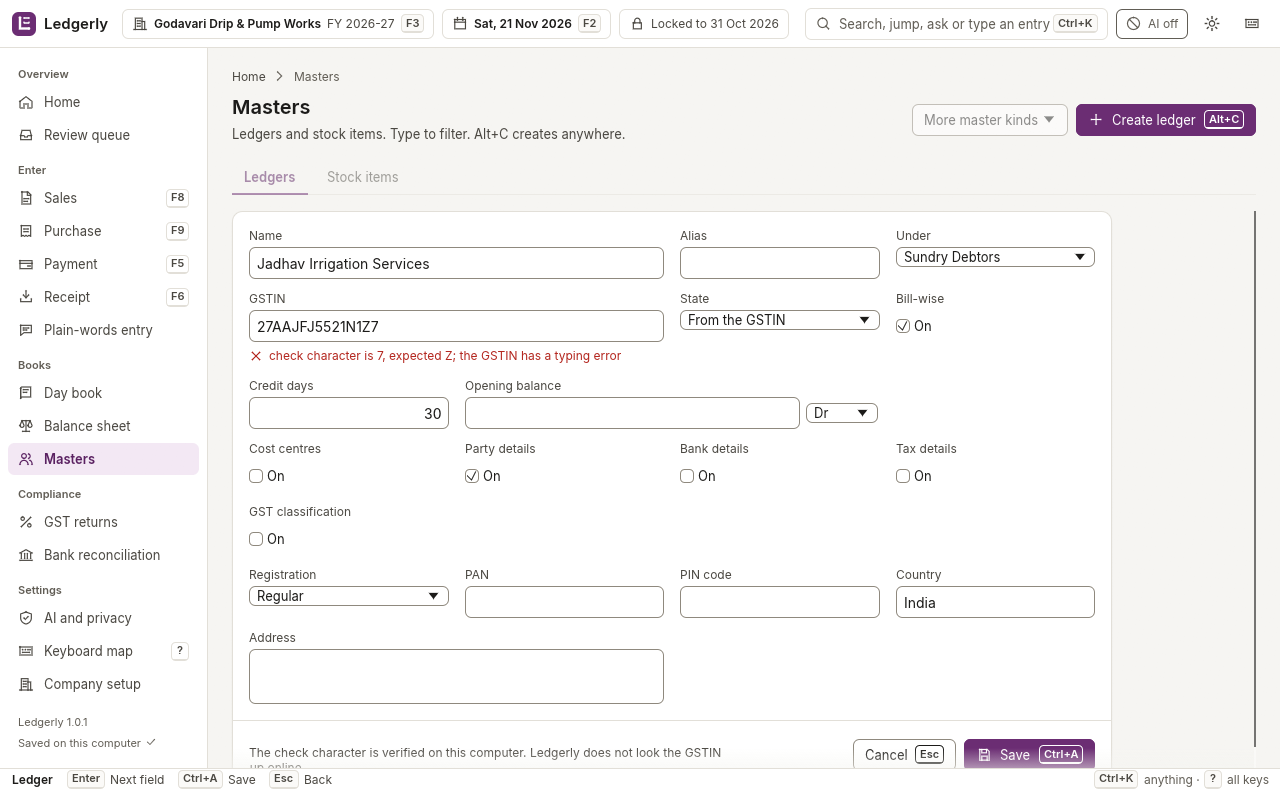 Ledgerly
Godavari Drip & Pump Works FY 2026-27 F3
Sat, 21 Nov 2026 F2
Locked to 31 Oct 2026
Search, jump, ask or type an entry Ctrl+K
AI off
Overview
Home
Review queue
Enter
Sales F8
Purchase F9
Payment F5
Receipt F6
Plain-words entry
Books
Day book
Balance sheet
Masters
Compliance
GST returns
Bank reconciliation
Settings
AI and privacy
Keyboard map ?
Company setup
Ledgerly 1.0.1
Saved on this computer
Home > Masters
Masters
Ledgers and stock items. Type to filter. Alt+C creates anywhere.
More master kinds
Create ledger Alt+C
Ledgers Stock items
Name Alias Under
Jadhav Irrigation Services Sundry Debtors
GSTIN State Bill-wise
27AAJFJ5521N1Z7 From the GSTIN On
check character is 7, expected Z; the GSTIN has a typing error
Credit days Opening balance
30 Dr
Cost centres Party details Bank details Tax details
On On On On
GST classification
On
Registration PAN PIN code Country
Regular India
Address
The check character is verified on this computer. Ledgerly does not look the GSTIN
up online.
Cancel Esc Save Ctrl+A
Ledger Enter Next field Ctrl+A Save Esc Back
Ctrl+K anything · ? all keys